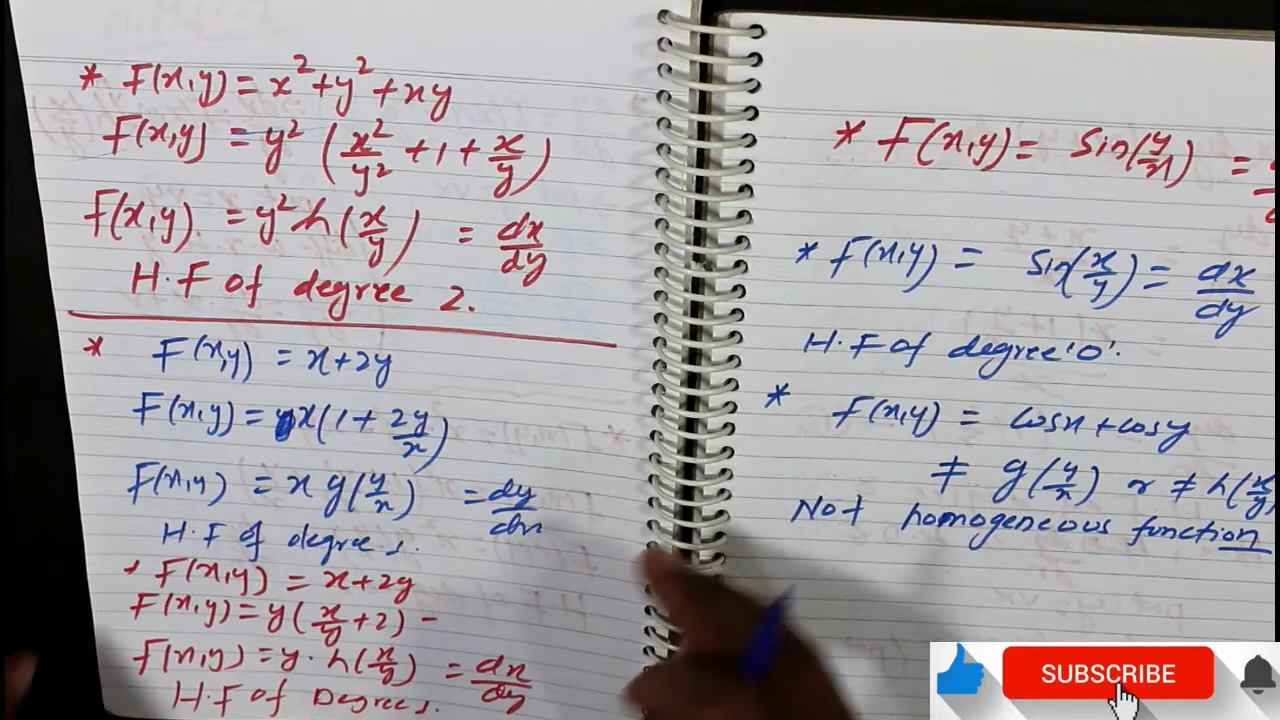 * F(x,y) = x² + y² + xy
F(x,y) = y² (x²/y² + 1 + x/y)
F(x,y) = y² h(x/y) = dx/dy
H.F of degree 2.
* F(x,y) = x+2y
F(x,y) = x(1 + 2y/x)
F(x,y) = x g(y/x) = dy/dx
H.F of degree 1.
* F(x,y) = x+2y
F(x,y) = y(x/y + 2) -
F(x,y) = y. h(x/y) = dx/dy
H.F of Degree 1.
* F(x,y) = Sin(y/x) =
* F(x,y) = Sin(x/y) = dx/dy
H.F of degree '0'.
* F(x,y) = cosx + cosy
≠ g(y/x) or ≠ h(x/y)
Not homogeneous function
SUBSCRIBE